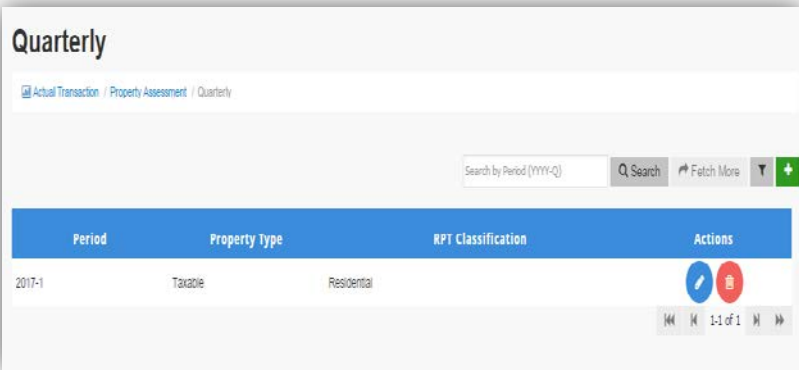 Quarterly
Actual Transaction / Property Assessment / Quarterly
Search by Period (YYYY-Q) Search Fetch More
Period Property Type RPT Classification Actions
2017-1 Taxable Residential
1-1 of 1